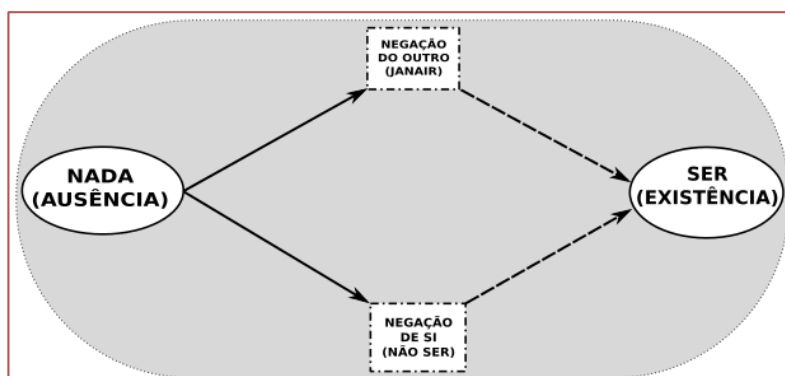 NEGAÇÃO
DO OUTRO
(JANAIR)
NADA
(AUSÊNCIA)
SER
(EXISTÊNCIA)
NEGAÇÃO
DE SI
(NÃO SER)